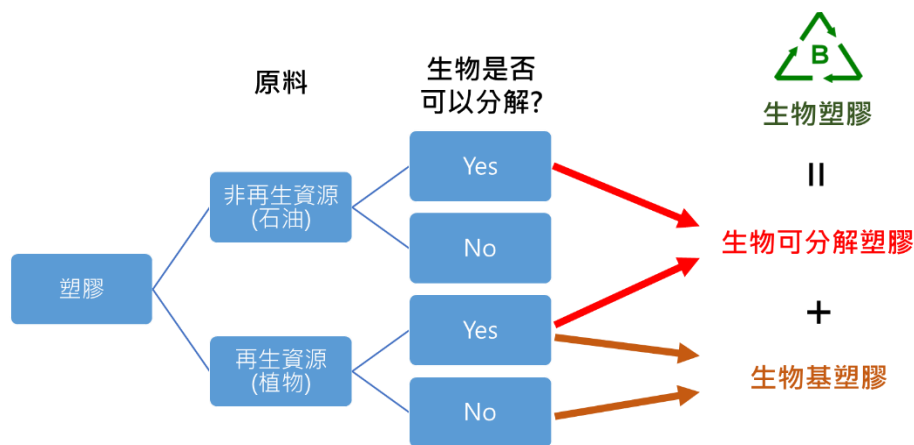 原料
生物是否
可以分解?
B
生物塑膠
=
生物可分解塑膠
+
生物基塑膠
塑膠
非再生資源
(石油)
Yes
No
再生資源
(植物)
Yes
No